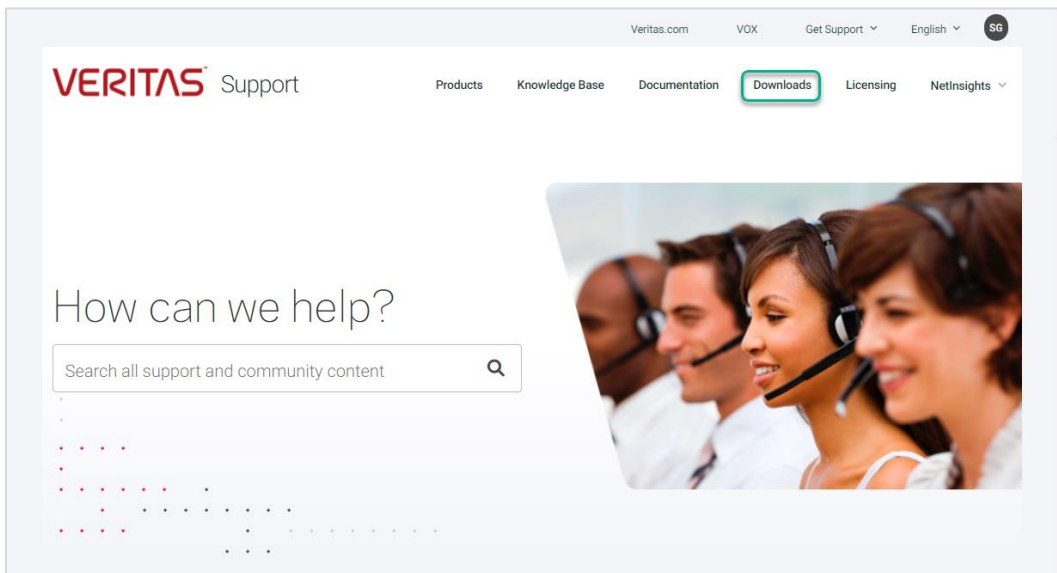 Veritas.com VOX Get Support English SG
VERITAS™ Support Products Knowledge Base Documentation Downloads Licensing NetInsights
How can we help?
Search all support and community content